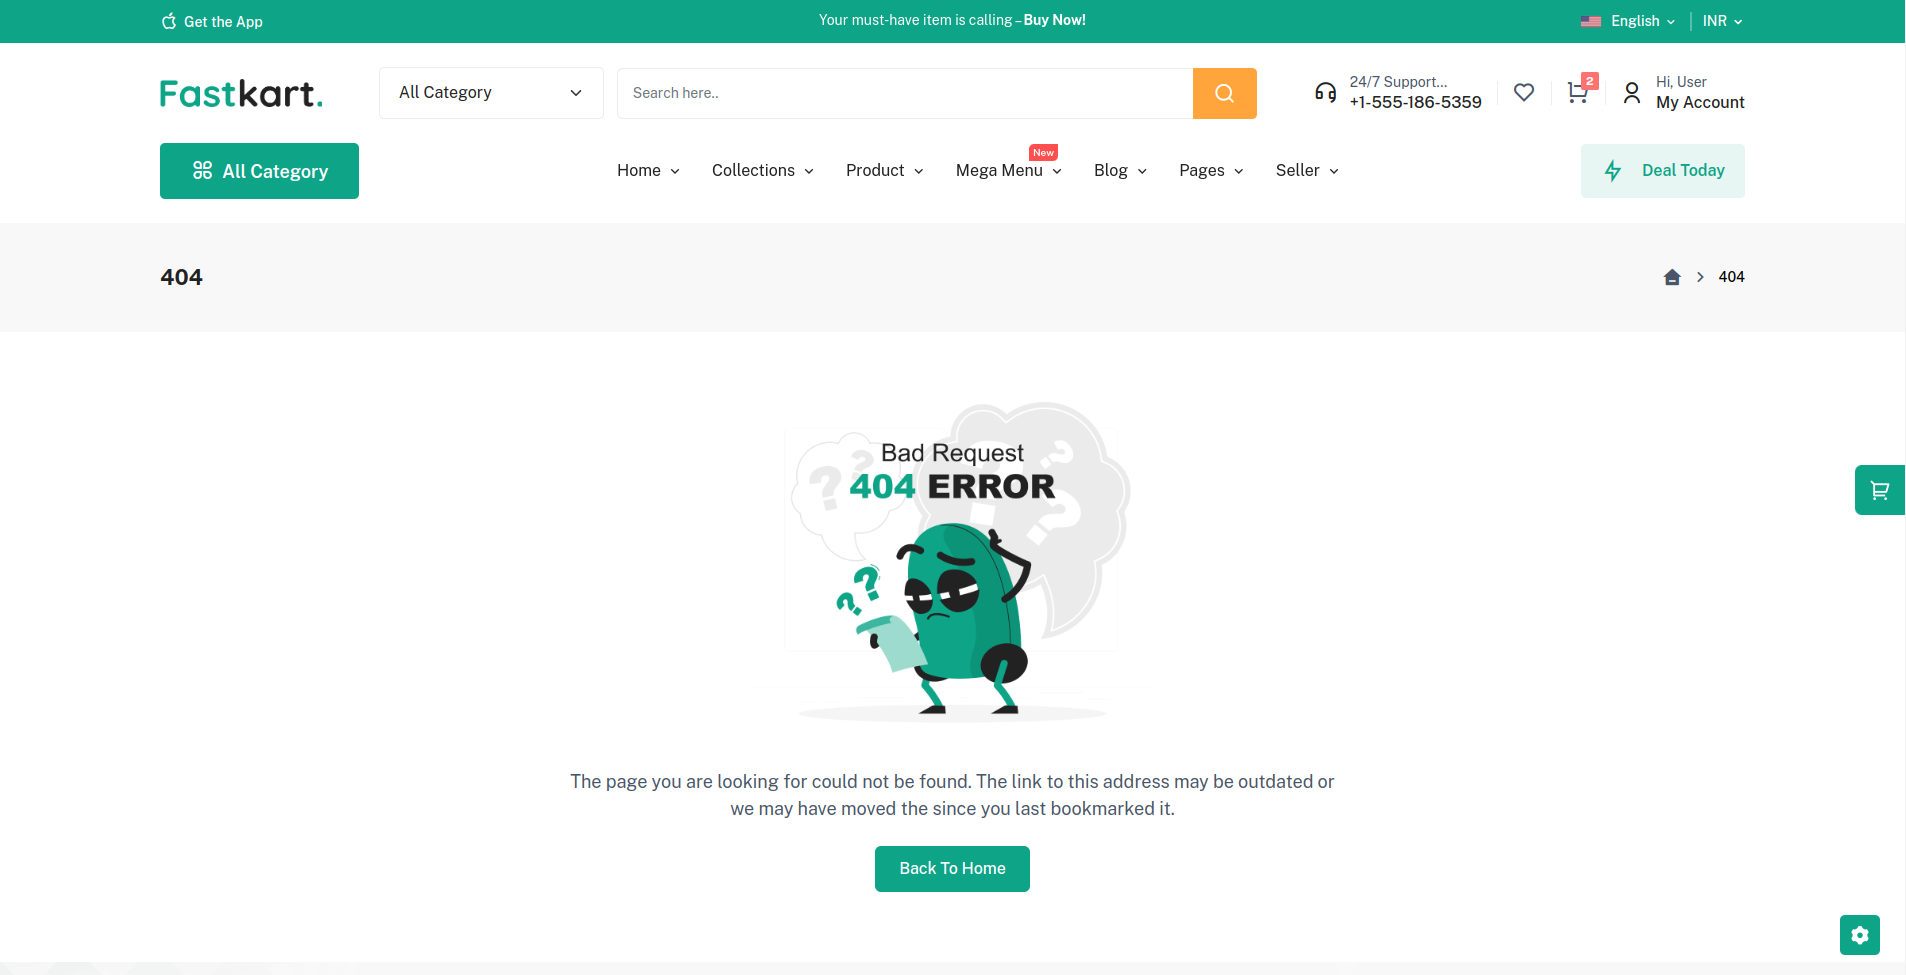 Get the App
Your must-have item is calling – Buy Now!
English
INR
Fastkart.
All Category
Search here..
24/7 Support...
+1-555-186-5359
2
Hi, User
My Account
All Category
Home
Collections
Product
Mega Menu
New
Blog
Pages
Seller
Deal Today
404
404
? ? ? ? ?
Bad Request
404 ERROR
? ?
The page you are looking for could not be found. The link to this address may be outdated or
we may have moved the since you last bookmarked it.
Back To Home